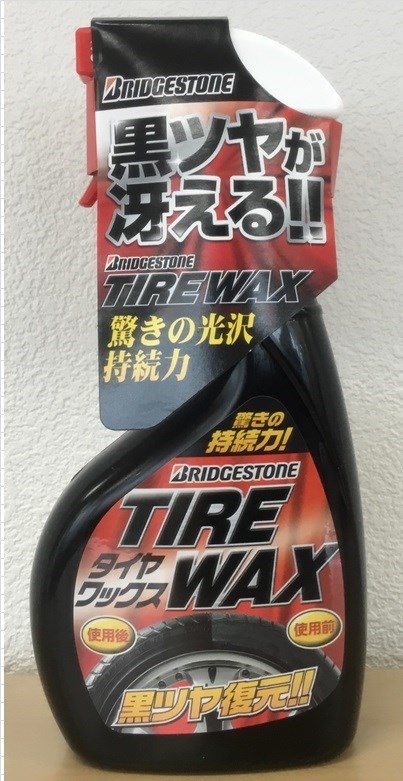 BRIDGESTONE
黒ツヤが
冴える!!
BRIDGESTONE
TIRE WAX
驚きの光沢
持続力
驚きの
持続力!
BRIDGESTONE
TIRE
タイヤ
ワックス
WAX
使用後
使用前
黒ツヤ復元!!